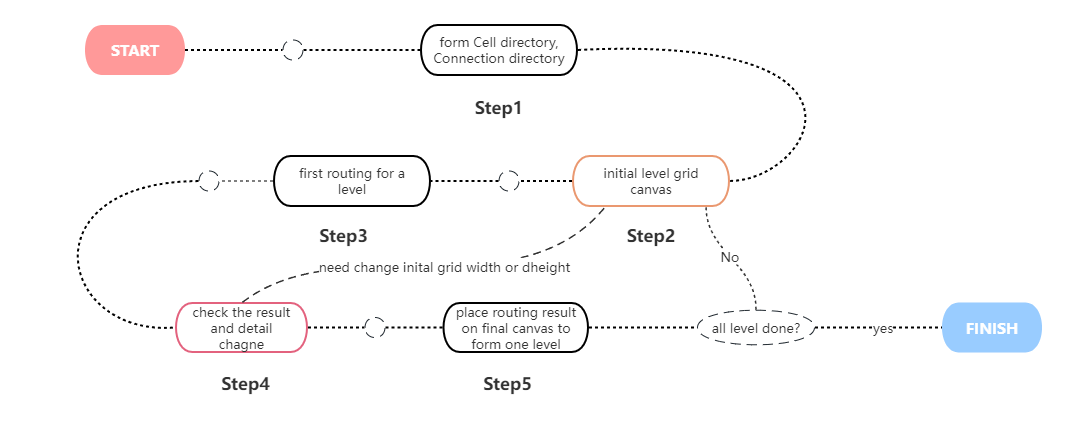 START
form Cell directory,
Connection directory
Step1
first routing for a
level
initial level grid
canvas
Step3
Step2
need change inital grid width or dheight
No
check the result
and detail
chagne
place routing result
on final canvas to
form one level
all level done?
yes
FINISH
Step4
Step5